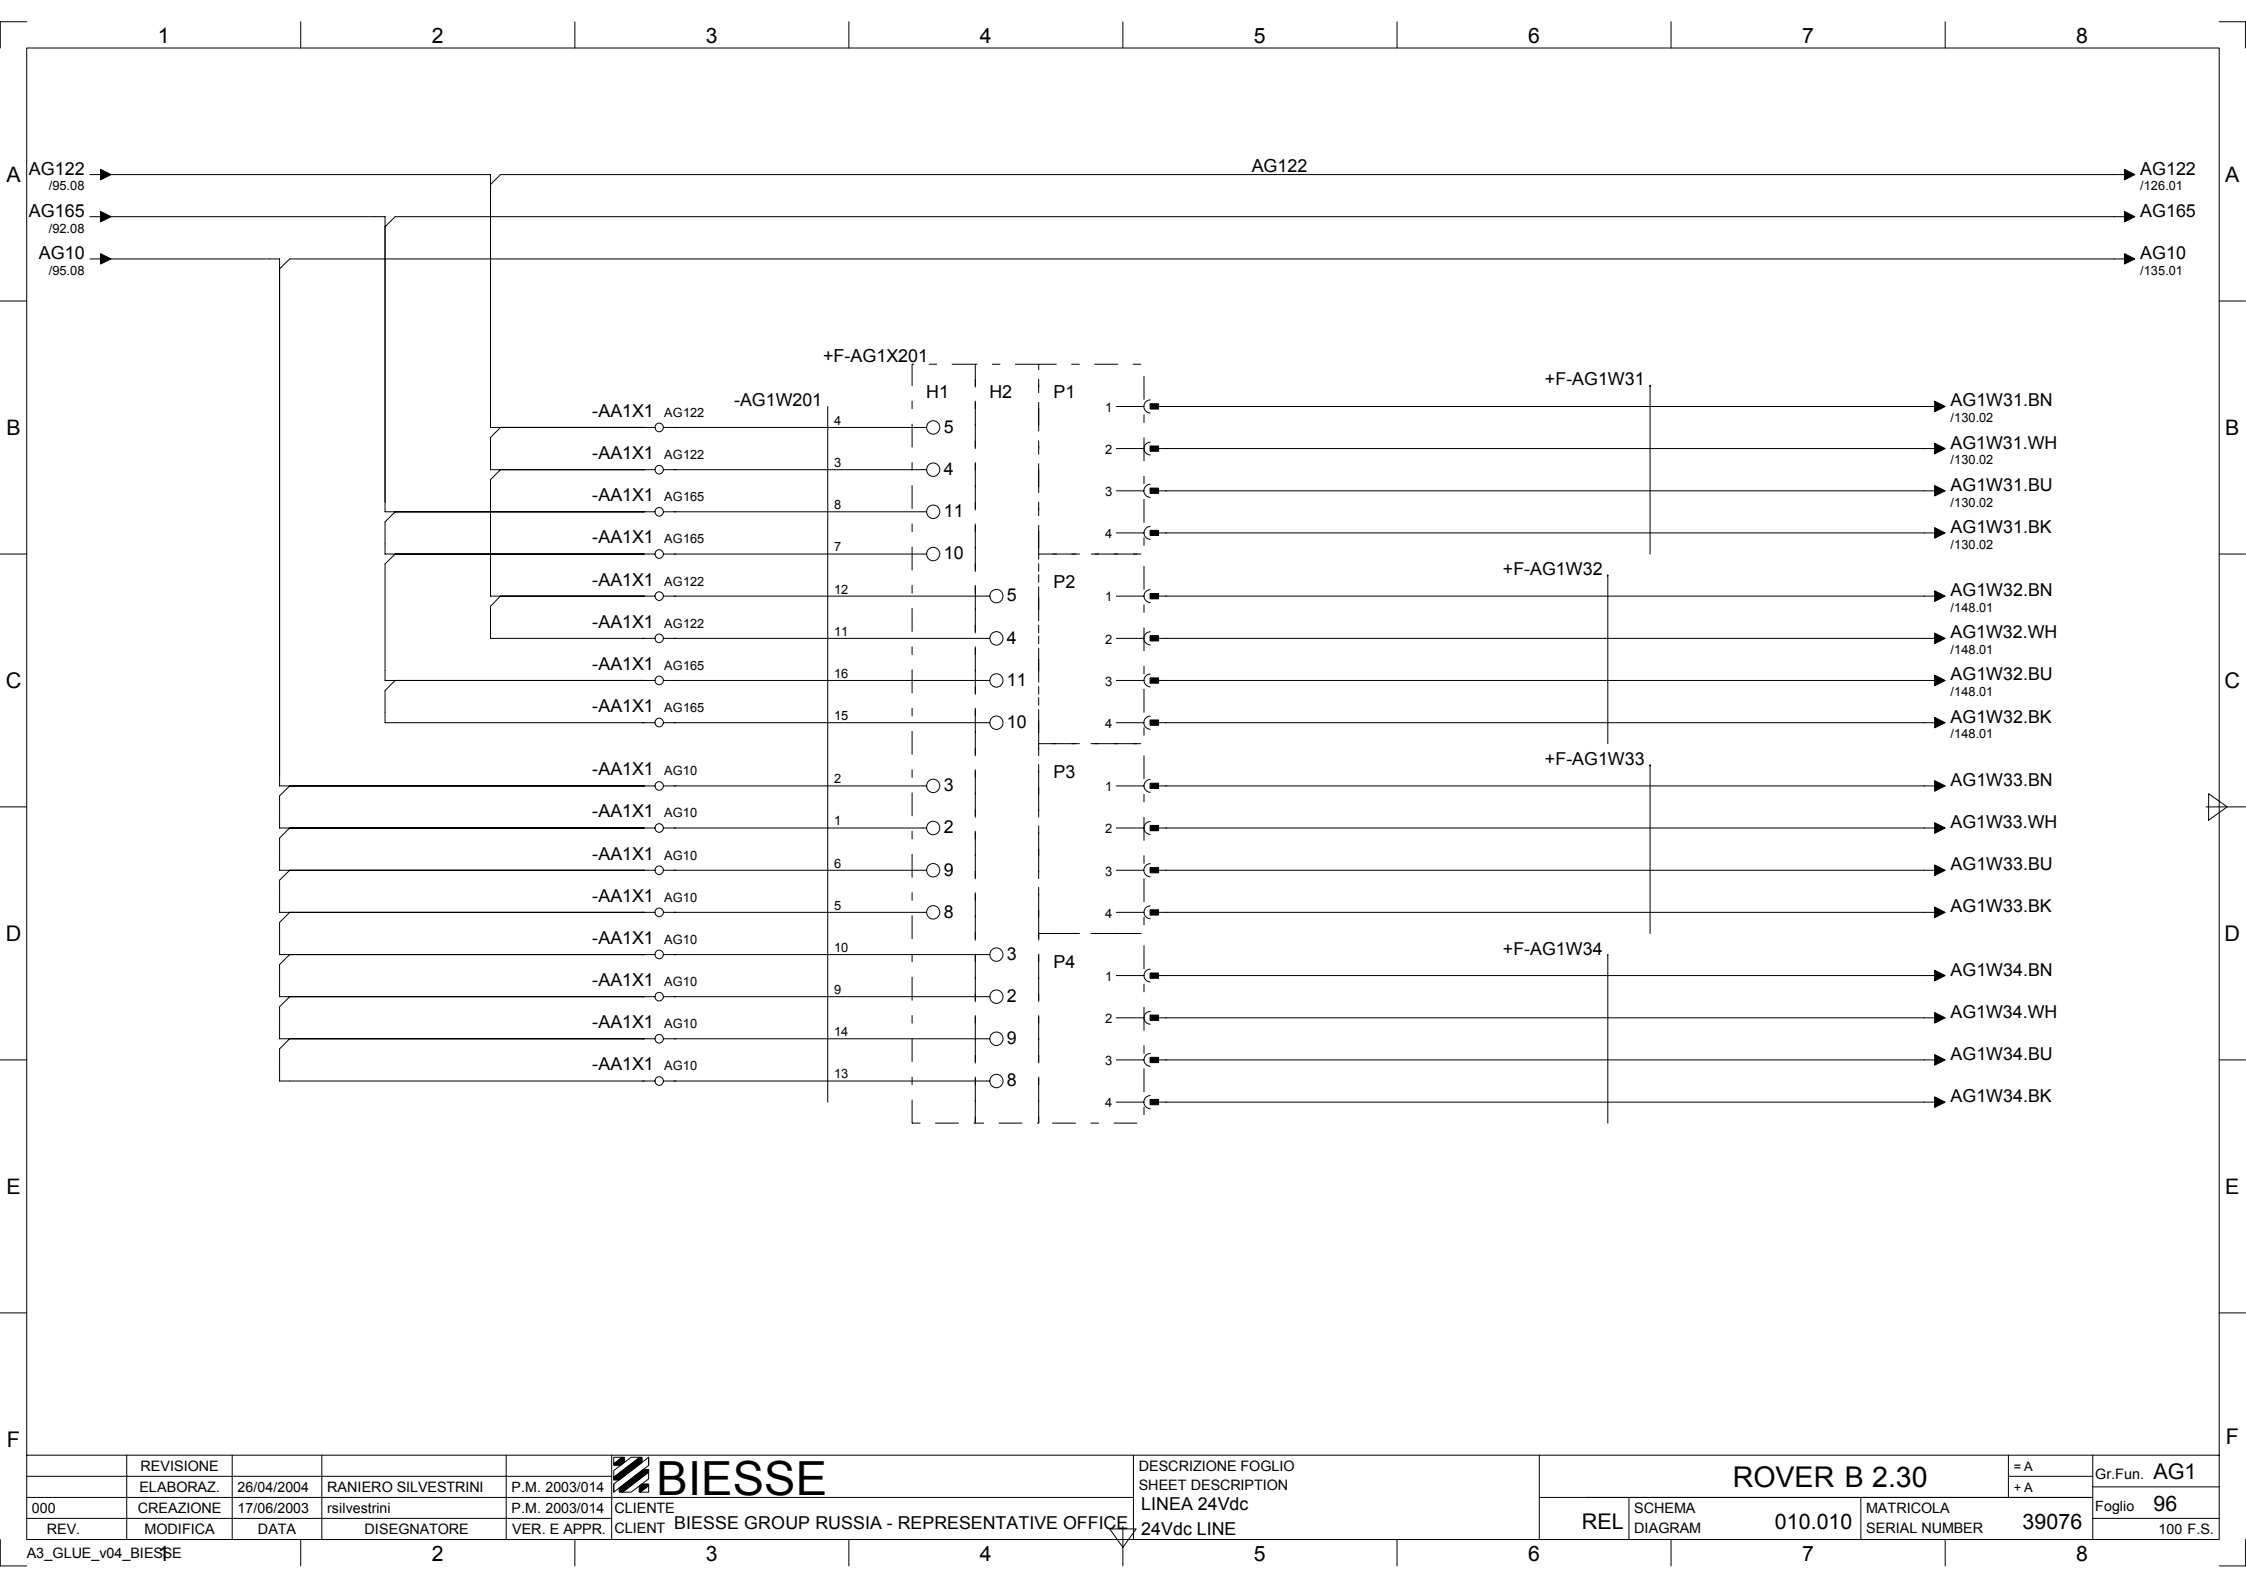 1 2 3 4 5 6 7 8
A AG122 AG122 AG122 A
/95.08 /126.01
AG165 AG165
/92.08
AG10 AG10
/95.08 /135.01
+F-AG1X201
H1 H2 P1
-AG1W201
+F-AG1W31
B B
-AA1X1 AG122 4 5
-AA1X1 AG122 3 4
-AA1X1 AG165 8 11
-AA1X1 AG165 7 10
1 AG1W31.BN
/130.02
2 AG1W31.WH
/130.02
3 AG1W31.BU
/130.02
4 AG1W31.BK
/130.02
P2
+F-AG1W32
C C
-AA1X1 AG122 12 5
-AA1X1 AG122 11 4
-AA1X1 AG165 16 11
-AA1X1 AG165 15 10
1 AG1W32.BN
/148.01
2 AG1W32.WH
/148.01
3 AG1W32.BU
/148.01
4 AG1W32.BK
/148.01
P3
+F-AG1W33
-AA1X1 AG10 2 3
-AA1X1 AG10 1 2
-AA1X1 AG10 6 9
-AA1X1 AG10 5 8
1 AG1W33.BN
2 AG1W33.WH
3 AG1W33.BU
4 AG1W33.BK
D D
P4
+F-AG1W34
-AA1X1 AG10 10 3
-AA1X1 AG10 9 2
-AA1X1 AG10 14 9
-AA1X1 AG10 13 8
1 AG1W34.BN
2 AG1W34.WH
3 AG1W34.BU
4 AG1W34.BK
E E
F F
REVISIONE
ELABORAZ. 26/04/2004 RANIERO SILVESTRINI P.M. 2003/014
000 CREAZIONE 17/06/2003 rsilvestrini P.M. 2003/014
REV. MODIFICA DATA DISEGNATORE VER. E APPR.
BIESSE
CLIENTE
CLIENT BIESSE GROUP RUSSIA - REPRESENTATIVE OFFICE
DESCRIZIONE FOGLIO
SHEET DESCRIPTION
LINEA 24Vdc
24Vdc LINE
ROVER B 2.30
= A
+ A
Gr.Fun. AG1
REL SCHEMA
DIAGRAM 010.010
MATRICOLA
SERIAL NUMBER 39076
Foglio 96
100 F.S.
A3_GLUE_v04_BIESSE
1 2 3 4 5 6 7 8